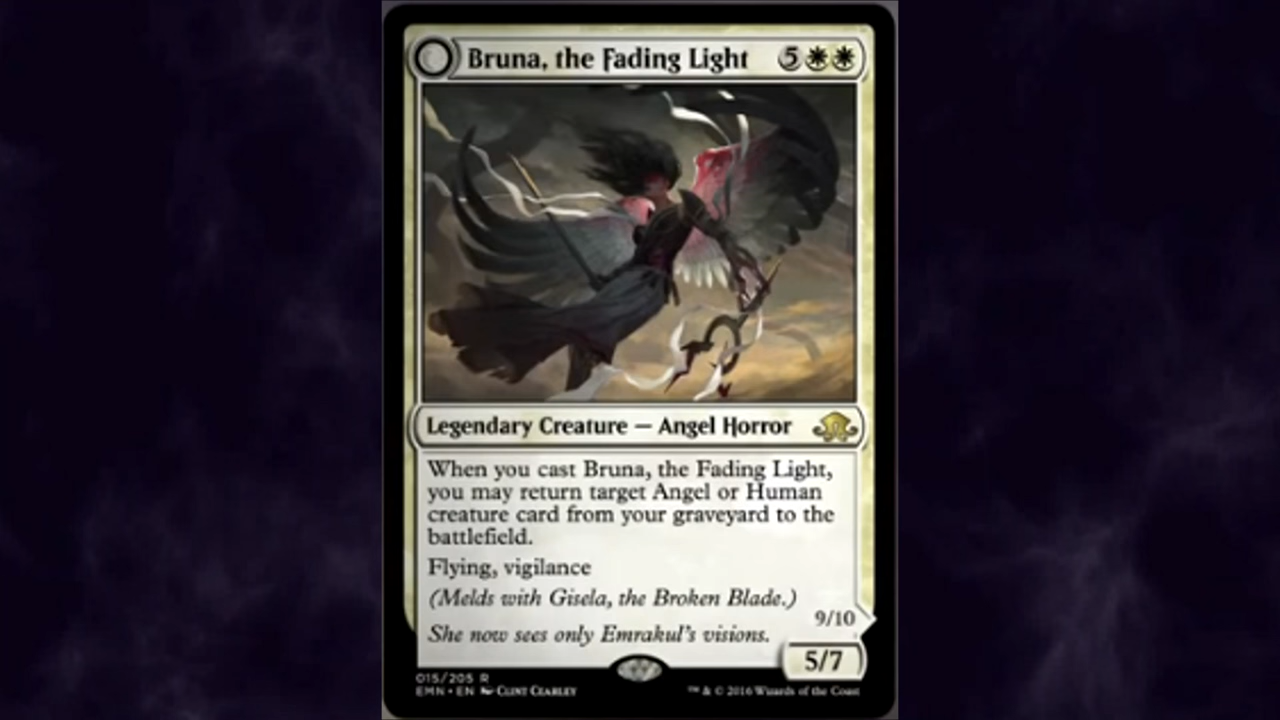 Bruna, the Fading Light 5
Legendary Creature — Angel Horror
When you cast Bruna, the Fading Light,
you may return target Angel or Human
creature card from your graveyard to the
battlefield.
Flying, vigilance
(Melds with Gisela, the Broken Blade.)
She now sees only Emrakul's visions.
9/10
5/7
015/205 R
EMN • EN Clint Cearley
™ & © 2016 Wizards of the Coast